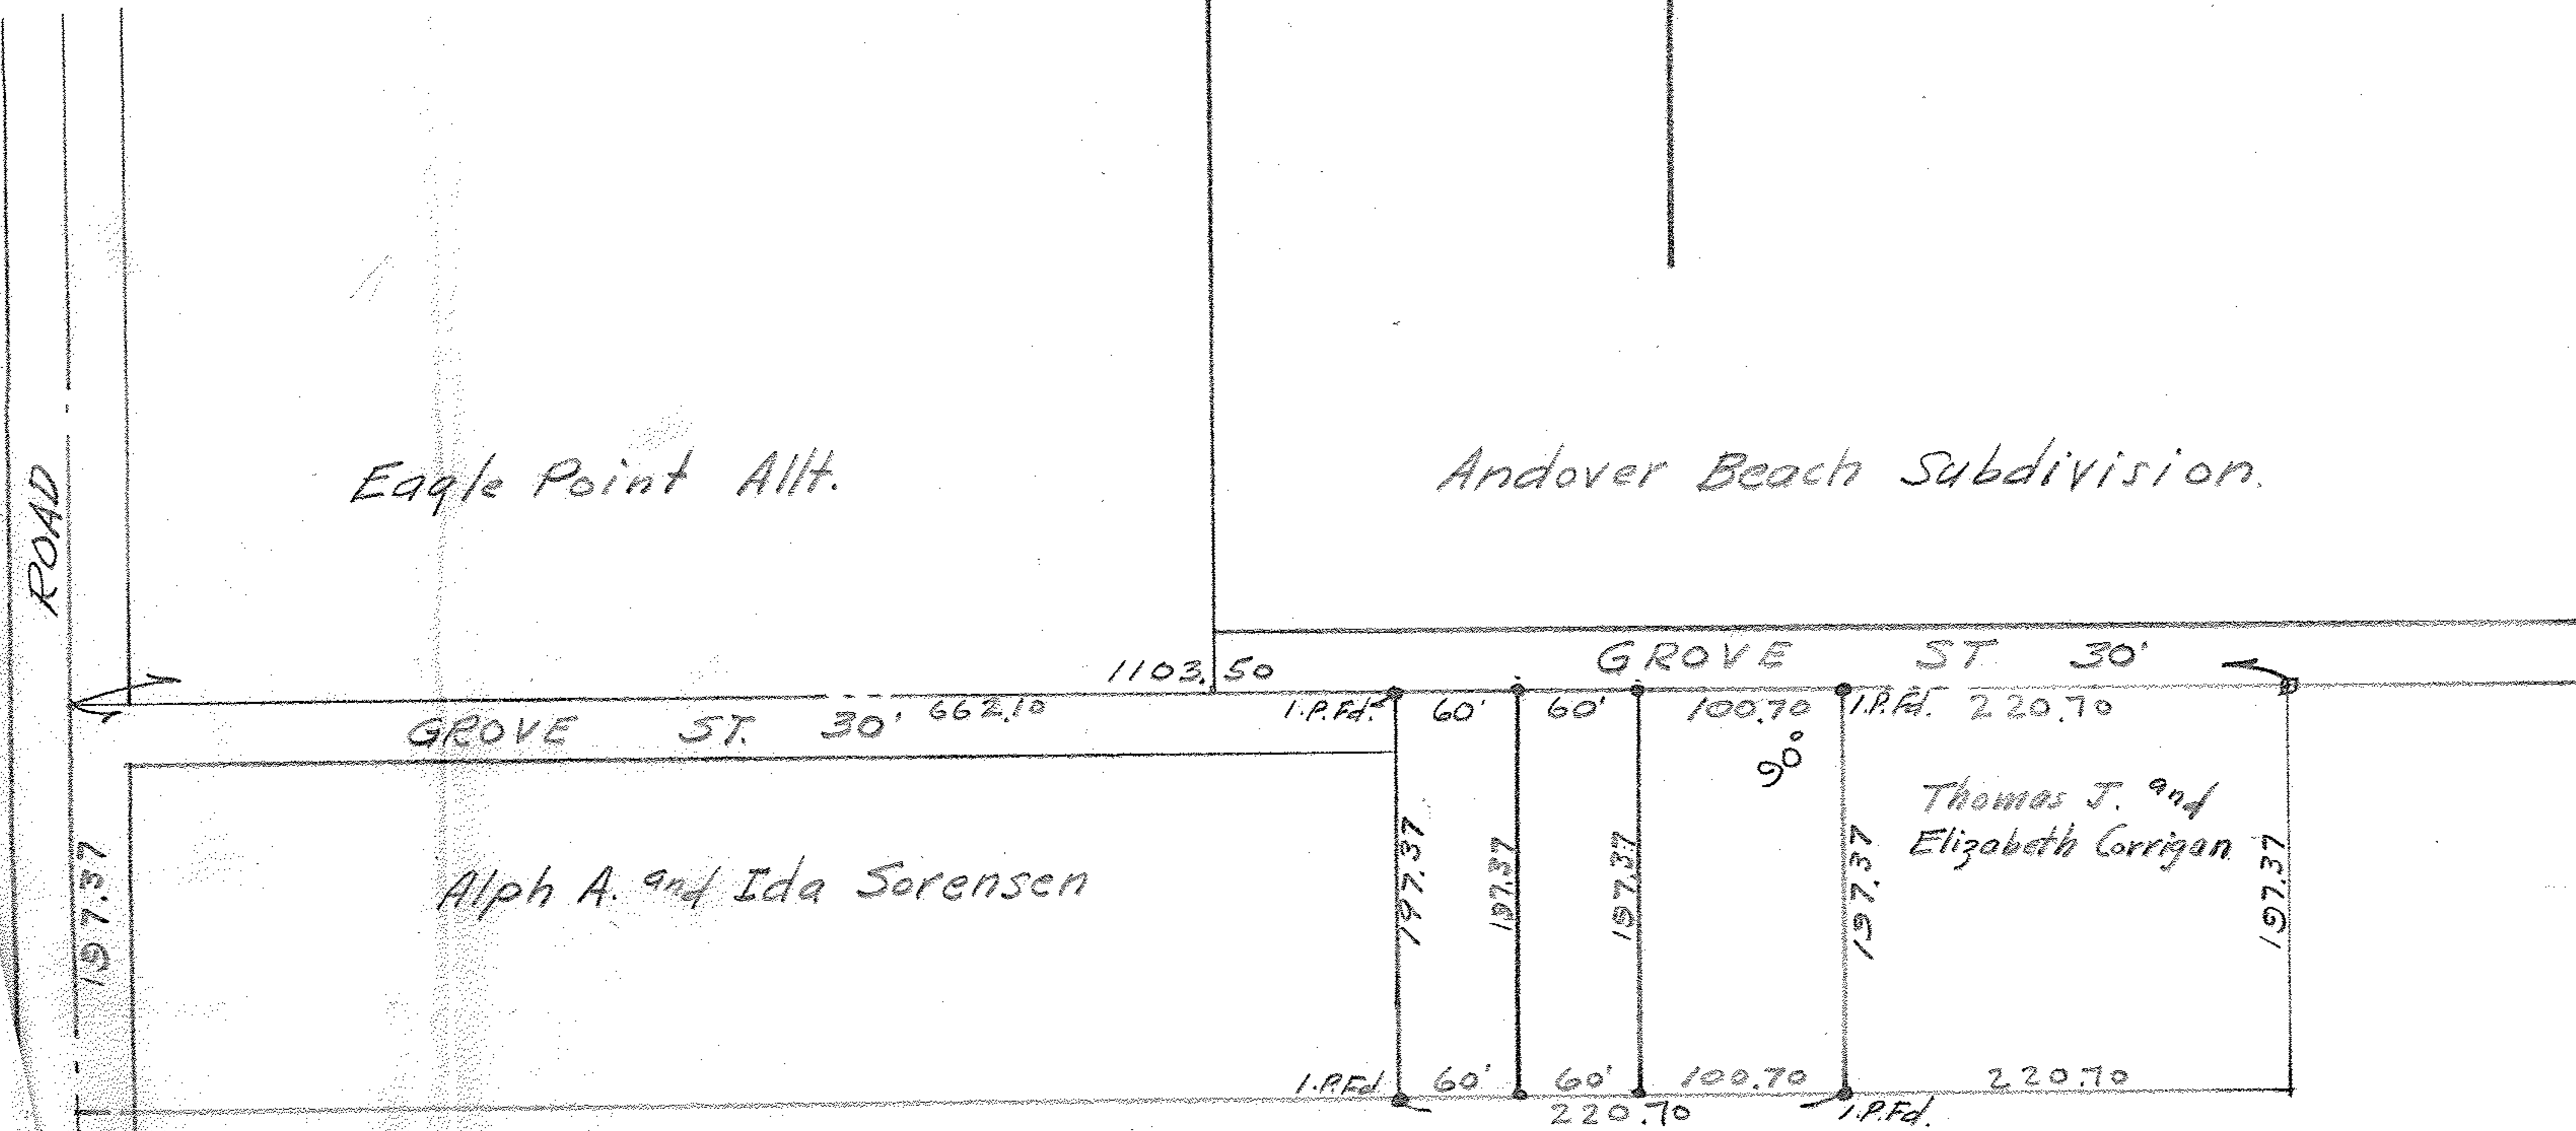 ROAD
Eagle Point Allt.
Andover Beach Subdivision.
1103.50
GROVE ST 30'
GROVE ST. 30'
662.10
I.P.Fd.
60'
60'
100.70
I.P.Fd.
220.70
90°
Thomas J. and
Elizabeth Corrigan
197.37
Alph A. and Ida Sorensen
197.37
197.37
197.37
197.37
197.37
I.P.Fd.
60'
60'
100.70
220.70
220.70
I.P.Fd.